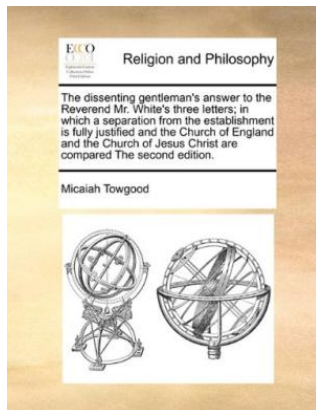 ECCO
Religion and Philosophy
The dissenting gentleman's answer to the
Reverend Mr. White's three letters; in
which a separation from the establishment
is fully justified and the Church of England
and the Church of Jesus Christ are
compared The second edition.
Micaiah Towgood